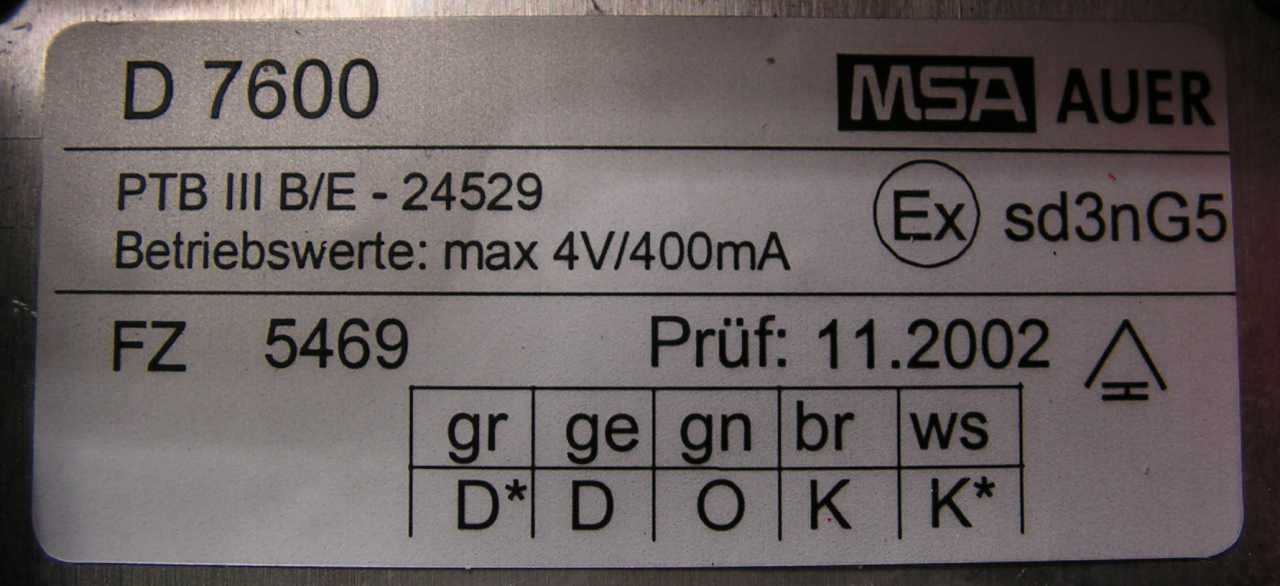 D 7600 MSA AUER
PTB III B/E - 24529 Ex sd3nG5
Betriebswerte: max 4V/400mA
FZ 5469 Prüf: 11.2002
gr ge gn br ws
D* D O K K*